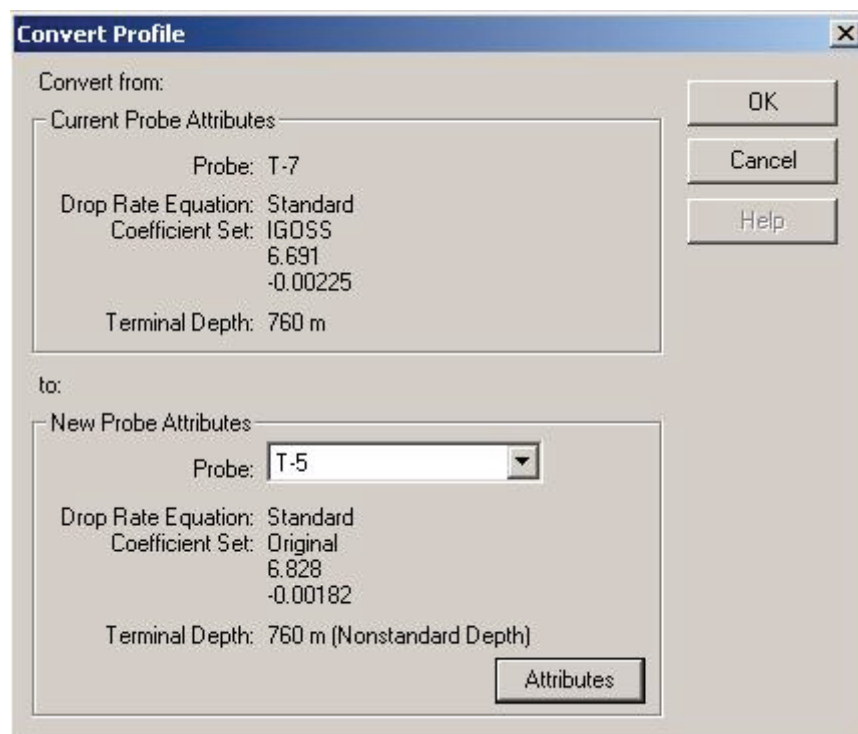 Convert Profile
Convert from:
OK
Current Probe Attributes
Probe: T-7
Cancel
Drop Rate Equation: Standard
Coefficient Set: IGOSS
Help
6.691
-0.00225
Terminal Depth: 760 m
to:
New Probe Attributes
Probe: T-5
Drop Rate Equation: Standard
Coefficient Set: Original
6.828
-0.00182
Terminal Depth: 760 m (Nonstandard Depth)
Attributes